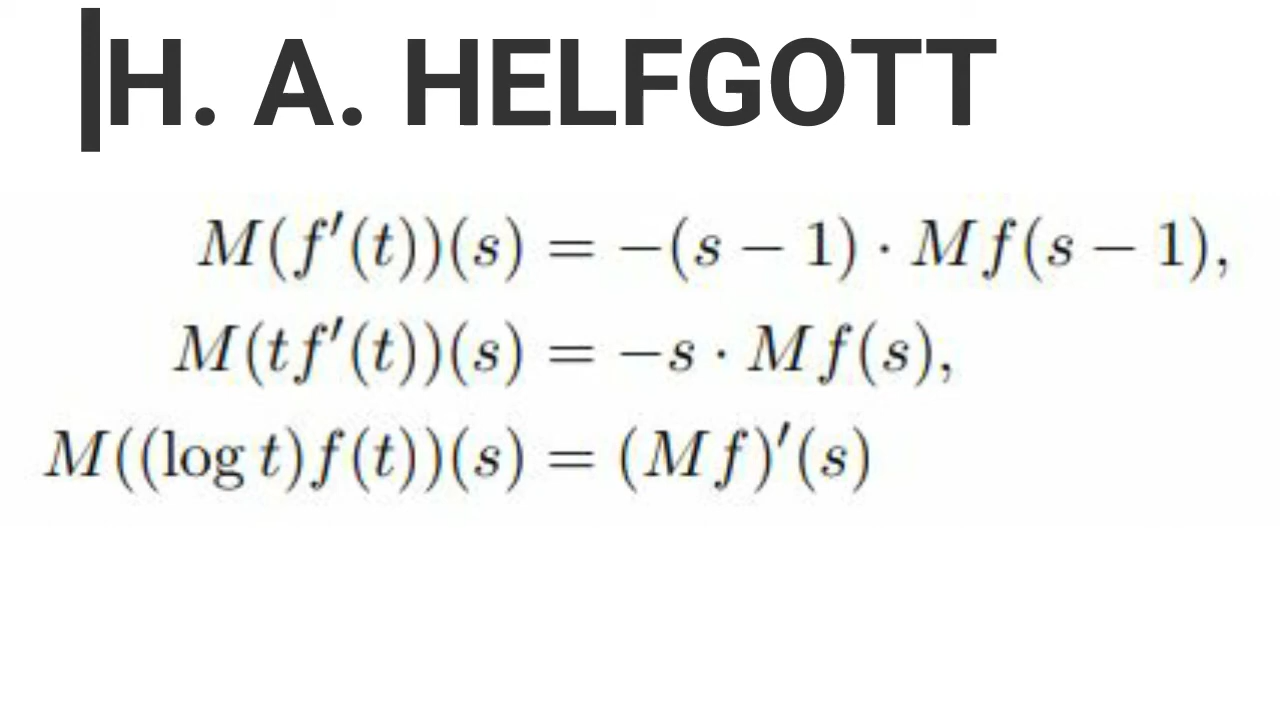 H. A. HELFGOTT
M(f′(t))(s) = −(s − 1) · Mf(s − 1),
M(tf′(t))(s) = −s · Mf(s),
M((log t)f(t))(s) = (Mf)′(s)